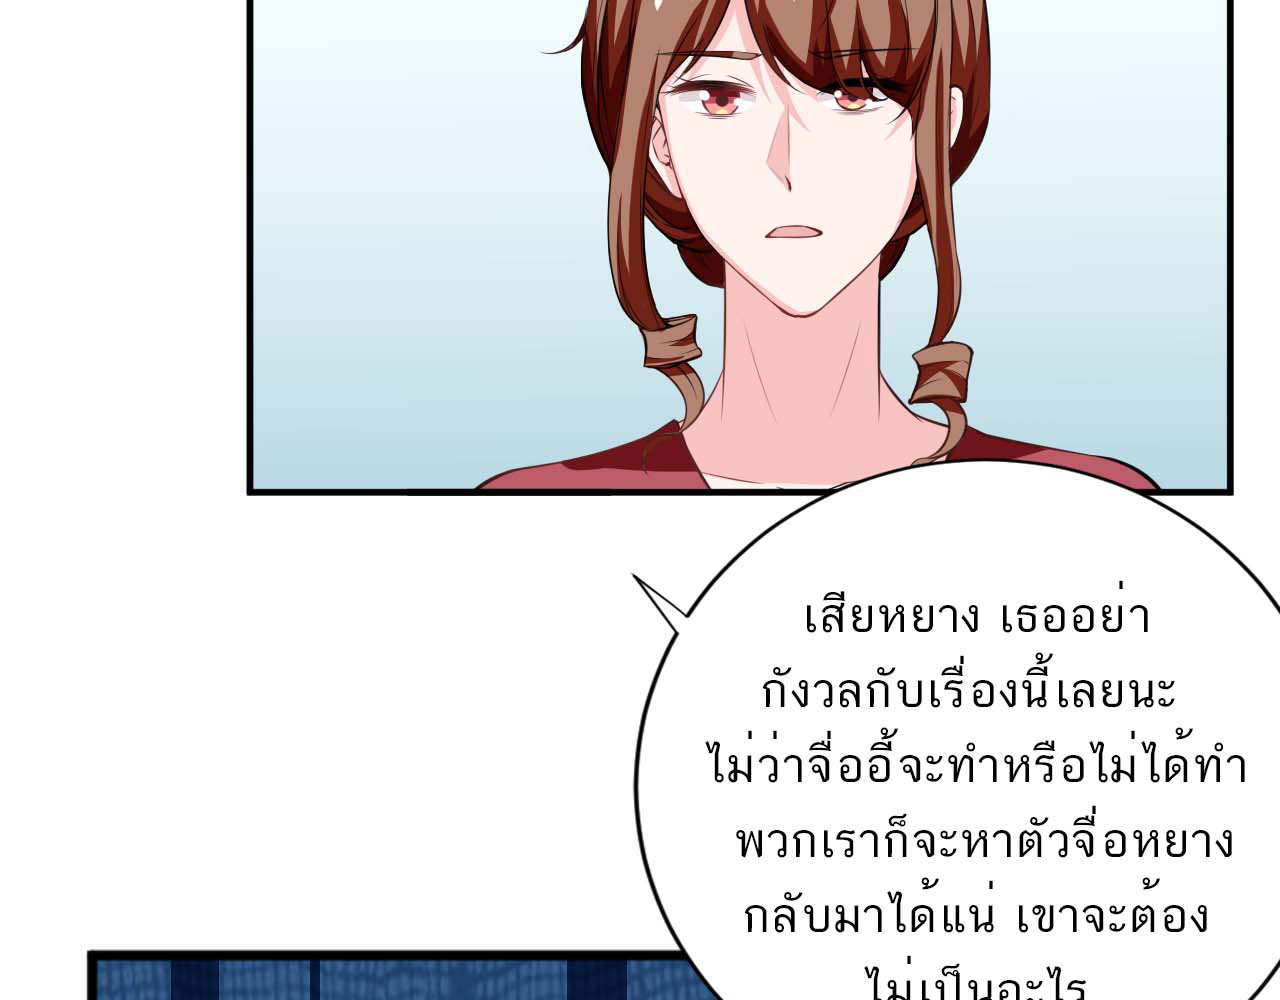 เสียหยาง เธออย่า
กังวลกับเรื่องนี้เลยนะ
ไม่ว่าจื่ออี้จะทำหรือไม่ได้ทำ
พวกเราก็จะหาตัวจื่อหยาง
กลับมาได้แน่ เขาจะต้อง
ไม่เป็นอะไร